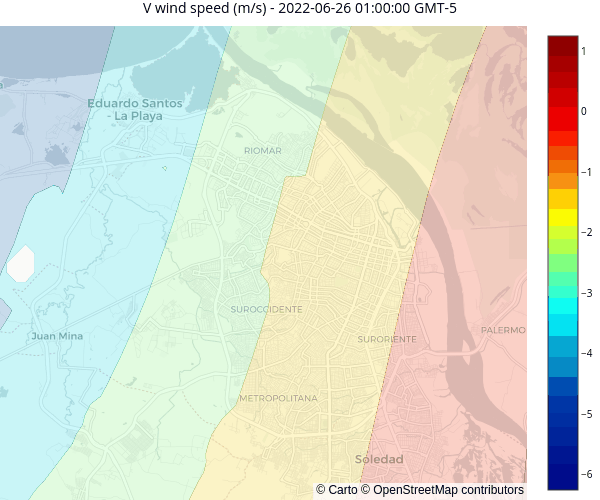 V wind speed (m/s) - 2022-06-26 01:00:00 GMT-5
Eduardo Santos
- La Playa
RIOMAR
SUROCCIDENTE
Juan Mina
SURORIENTE
PALERMO
METROPOLITANA
Soledad
© Carto © OpenStreetMap contributors
1
0
−1
−2
−3
−4
−5
−6